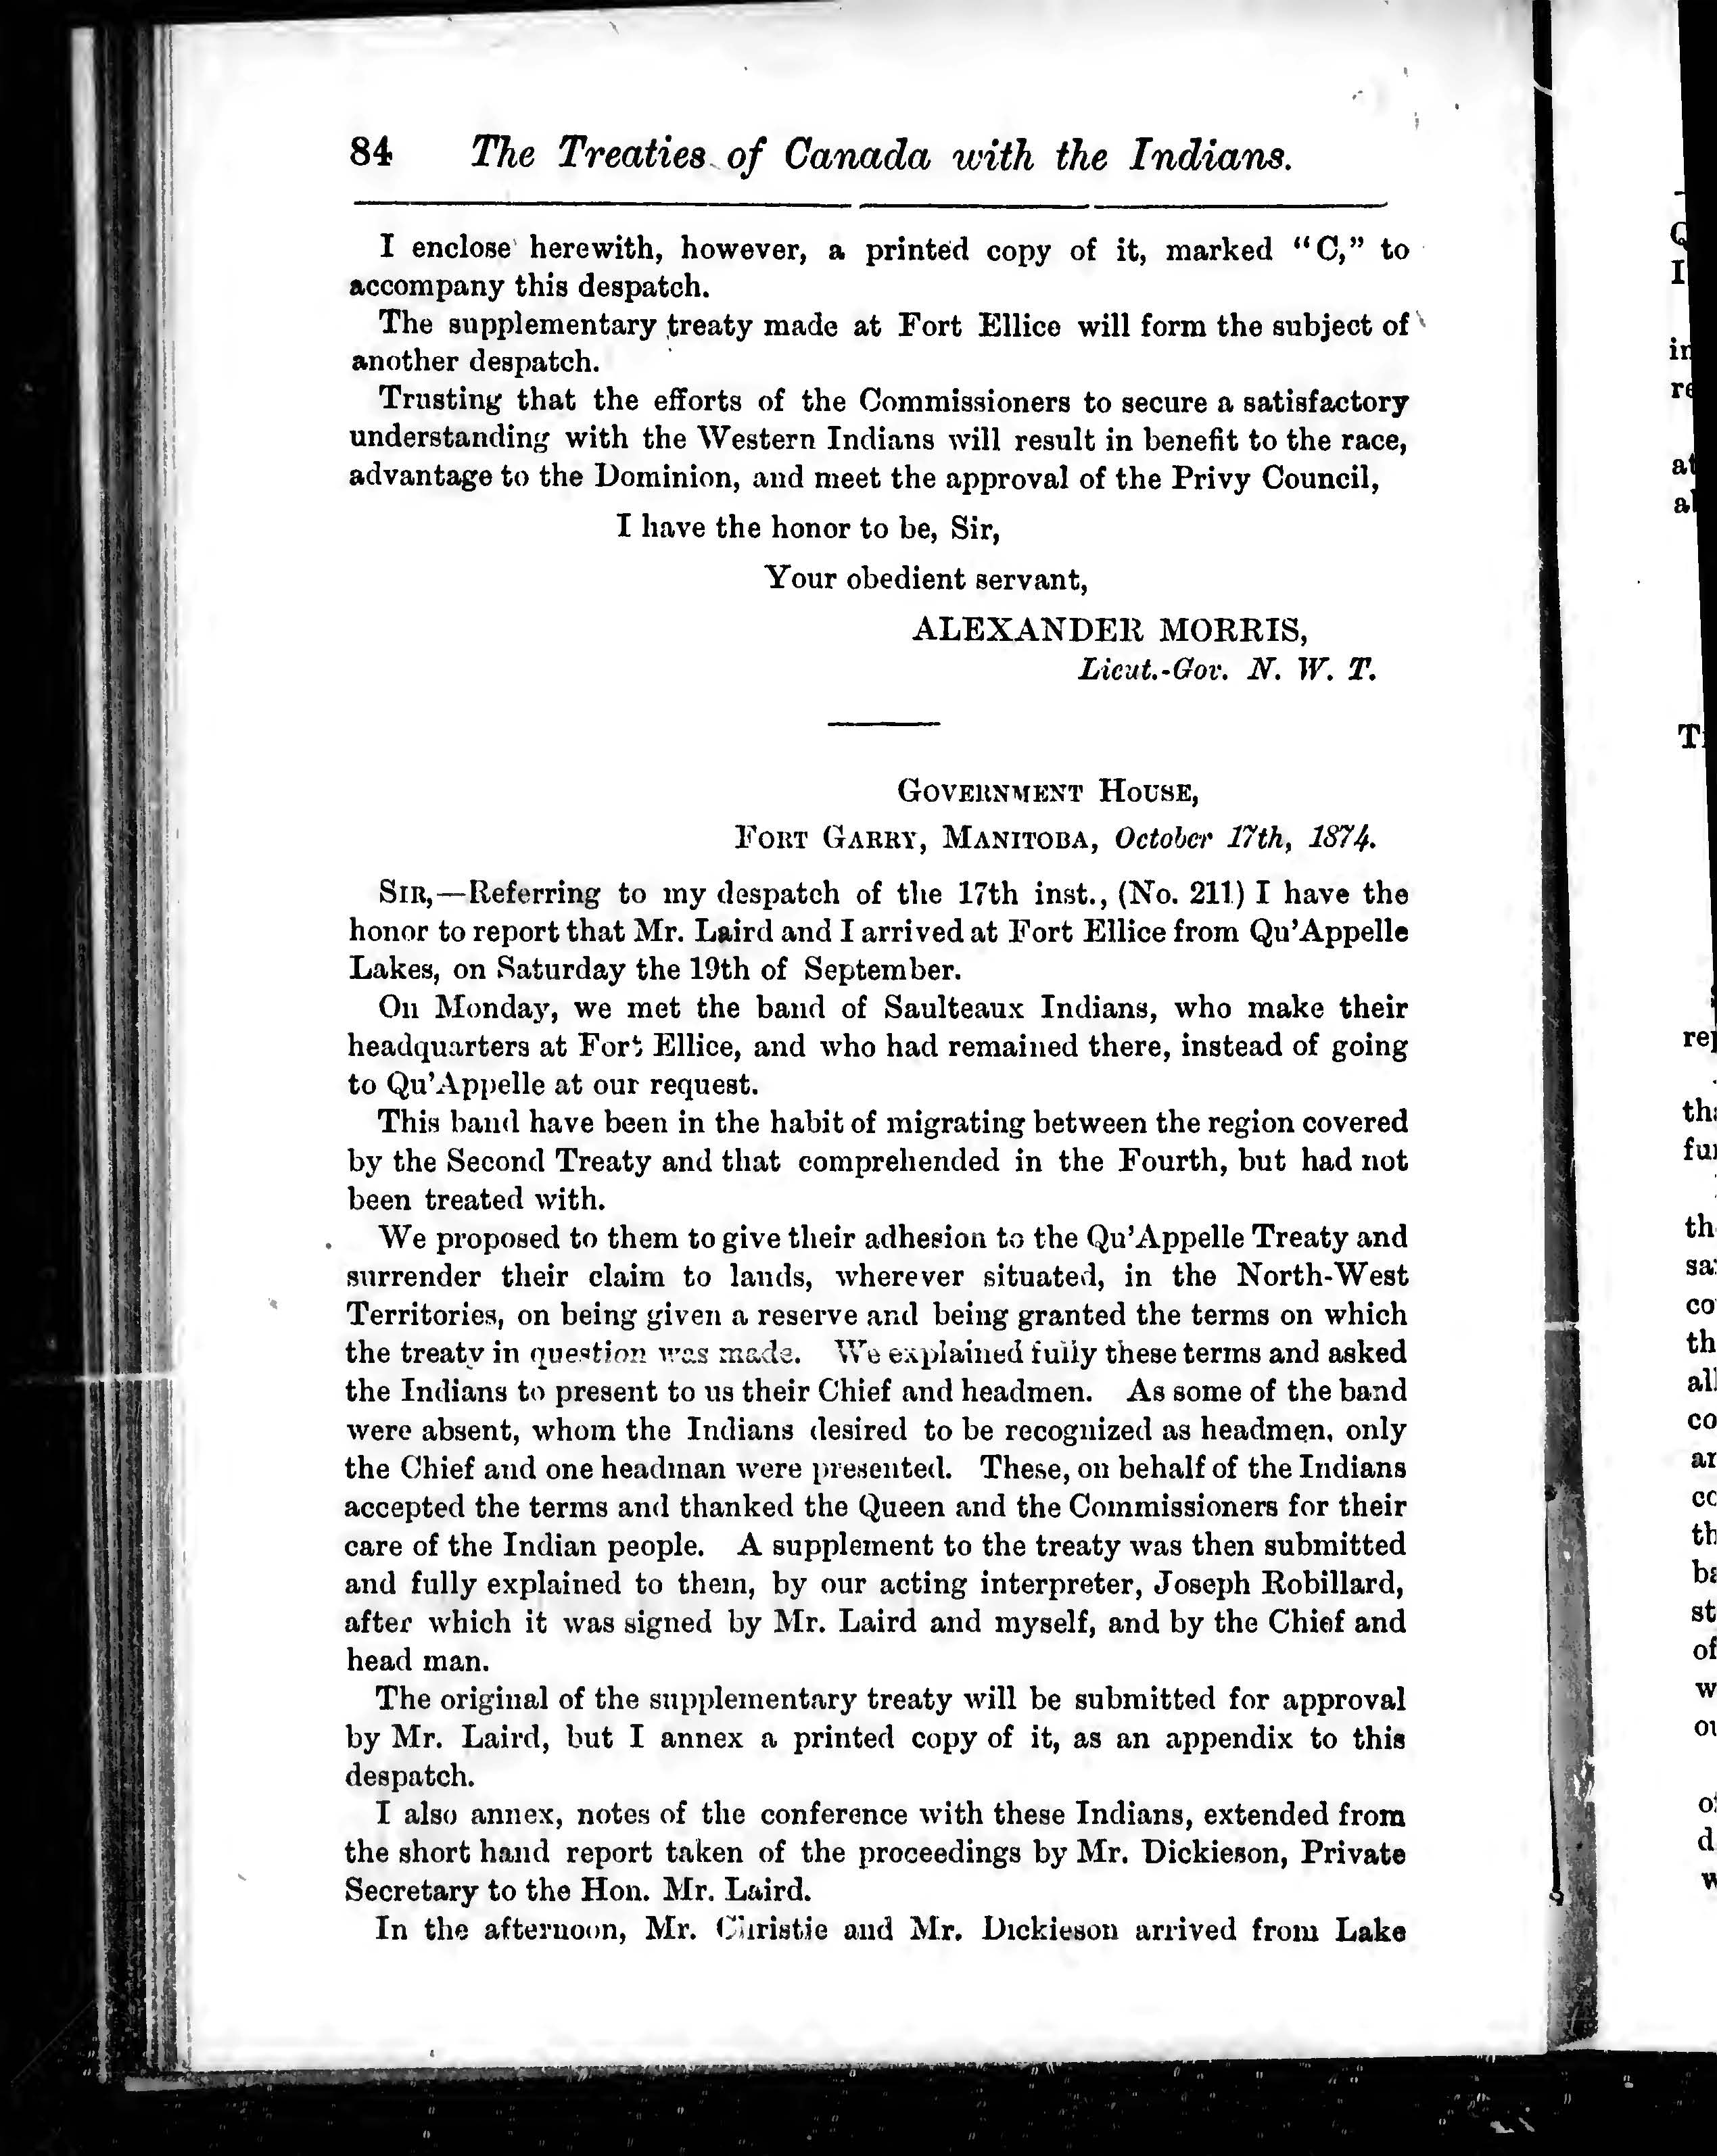 84 The Treaties of Canada with the Indians.
I enclose herewith, however, a printed copy of it, marked “C,” to
accompany this despatch.
The supplementary treaty made at Fort Ellice will form the subject of
another despatch.
Trusting that the efforts of the Commissioners to secure a satisfactory
understanding with the Western Indians will result in benefit to the race,
advantage to the Dominion, and meet the approval of the Privy Council,
I have the honor to be, Sir,
Your obedient servant,
ALEXANDER MORRIS,
Lieut.-Gov. N. W. T.
GOVERNMENT HOUSE,
FORT GARRY, MANITOBA, October 17th, 1874.
SIR,—Referring to my despatch of the 17th inst., (No. 211) I have the
honor to report that Mr. Laird and I arrived at Fort Ellice from Qu’Appelle
Lakes, on Saturday the 19th of September.
On Monday, we met the band of Saulteaux Indians, who make their
headquarters at Fort Ellice, and who had remained there, instead of going
to Qu’Appelle at our request.
This band have been in the habit of migrating between the region covered
by the Second Treaty and that comprehended in the Fourth, but had not
been treated with.
We proposed to them to give their adhesion to the Qu’Appelle Treaty and
surrender their claim to lands, wherever situated, in the North-West
Territories, on being given a reserve and being granted the terms on which
the treaty in question was made. We explained fully these terms and asked
the Indians to present to us their Chief and headmen. As some of the band
were absent, whom the Indians desired to be recognized as headmen, only
the Chief and one headman were presented. These, on behalf of the Indians
accepted the terms and thanked the Queen and the Commissioners for their
care of the Indian people. A supplement to the treaty was then submitted
and fully explained to them, by our acting interpreter, Joseph Robillard,
after which it was signed by Mr. Laird and myself, and by the Chief and
head man.
The original of the supplementary treaty will be submitted for approval
by Mr. Laird, but I annex a printed copy of it, as an appendix to this
despatch.
I also annex, notes of the conference with these Indians, extended from
the short hand report taken of the proceedings by Mr. Dickieson, Private
Secretary to the Hon. Mr. Laird.
In the afternoon, Mr. Christie and Mr. Dickieson arrived from Lake